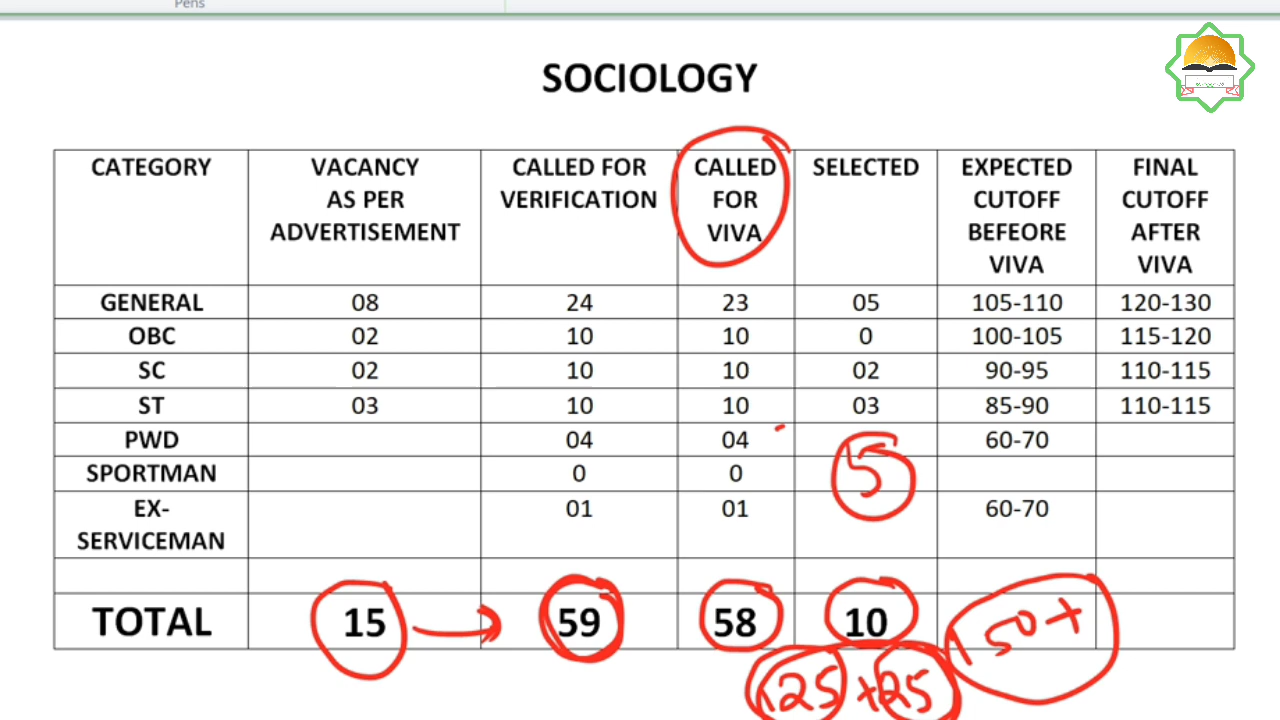 Pens
SOCIOLOGY
CATEGORY VACANCY AS PER ADVERTISEMENT CALLED FOR VERIFICATION CALLED FOR VIVA SELECTED EXPECTED CUTOFF BEFEORE VIVA FINAL CUTOFF AFTER VIVA
GENERAL 08 24 23 05 105-110 120-130
OBC 02 10 10 0 100-105 115-120
SC 02 10 10 02 90-95 110-115
ST 03 10 10 03 85-90 110-115
PWD 04 04 60-70
5
SPORTMAN 0 0
EX-SERVICEMAN 01 01 60-70
TOTAL 15 59 58 10
150+
125+25